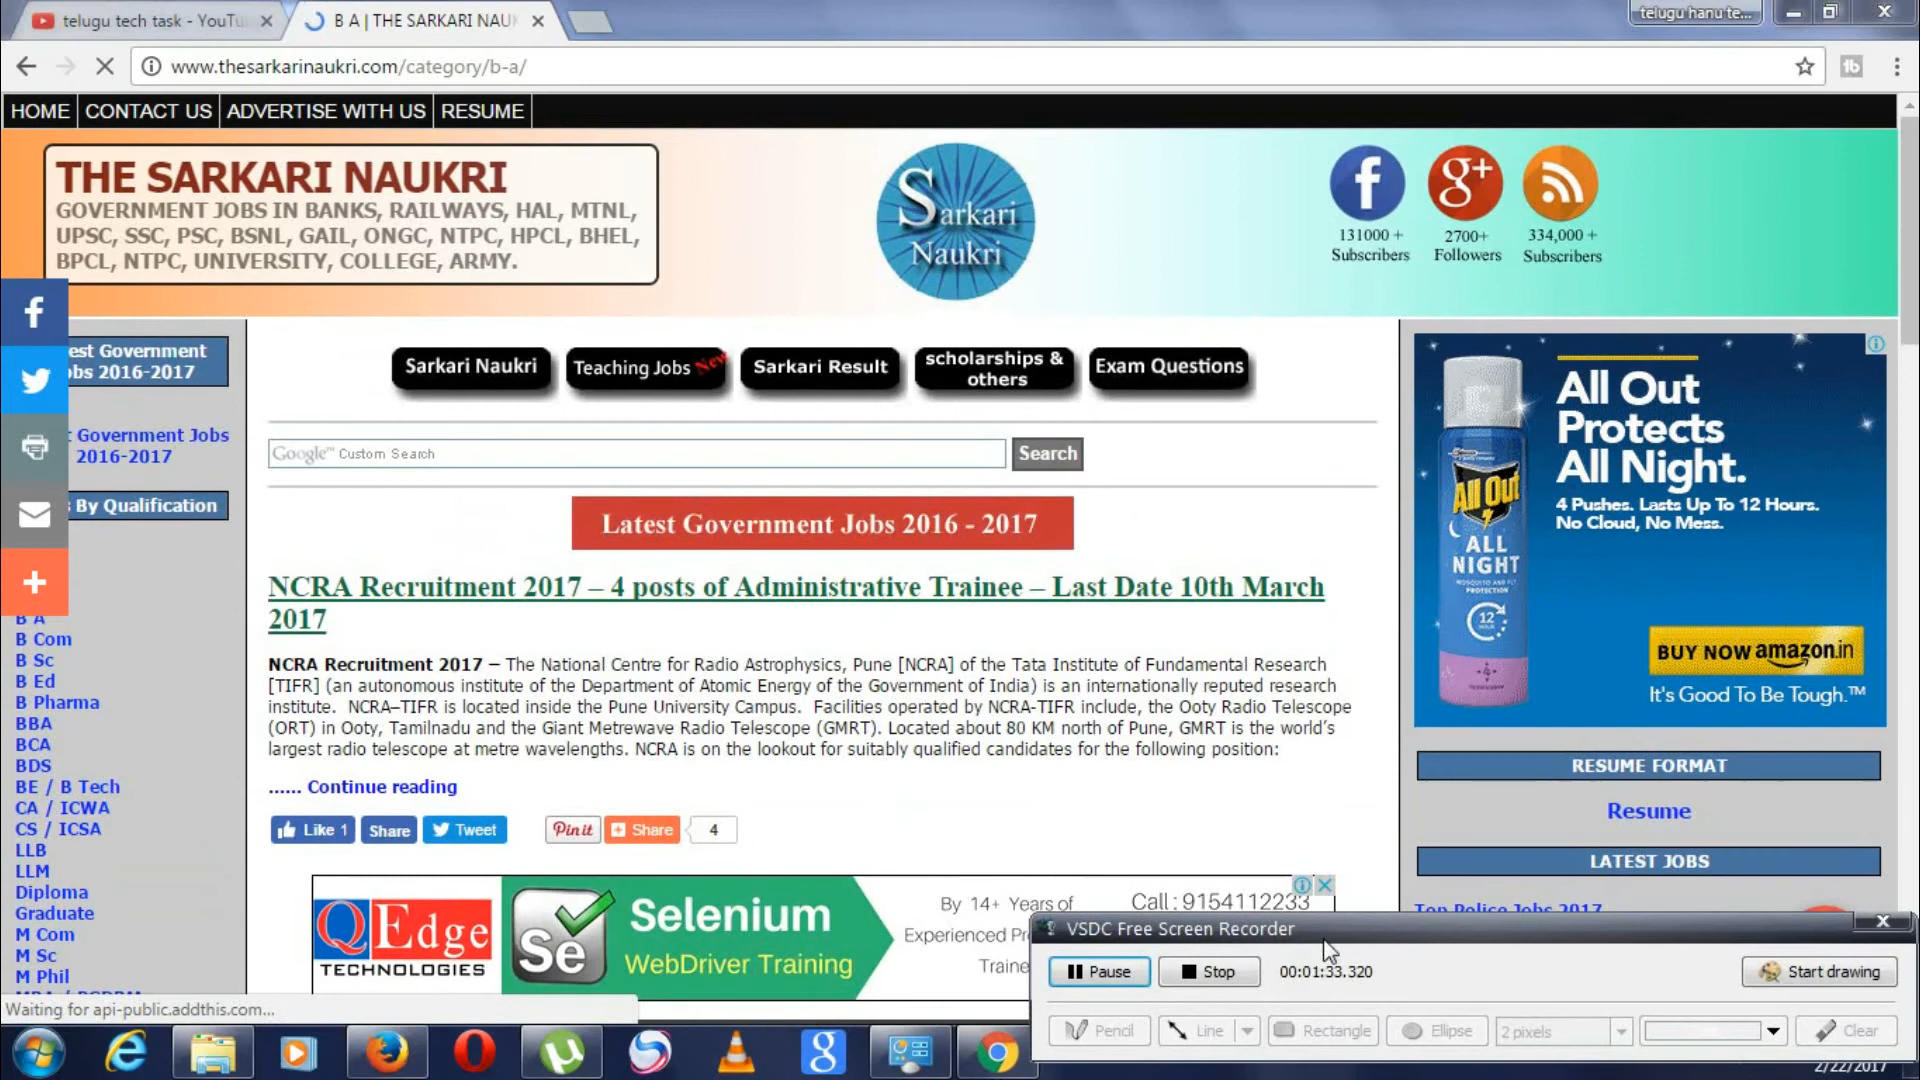 telugu tech task - YouTu
B A | THE SARKARI NAU
telugu hanu te...
www.thesarkarinaukri.com/category/b-a/
HOME CONTACT US ADVERTISE WITH US RESUME
THE SARKARI NAUKRI
GOVERNMENT JOBS IN BANKS, RAILWAYS, HAL, MTNL,
UPSC, SSC, PSC, BSNL, GAIL, ONGC, NTPC, HPCL, BHEL,
BPCL, NTPC, UNIVERSITY, COLLEGE, ARMY.
Sarkari
Naukri
131000 +
Subscribers
2700+
Followers
334,000 +
Subscribers
est Government
obs 2016-2017
t Government Jobs
2016-2017
s By Qualification
B A
B Com
B Sc
B Ed
B Pharma
BBA
BCA
BDS
BE / B Tech
CA / ICWA
CS / ICSA
LLB
LLM
Diploma
Graduate
M Com
M Sc
M Phil
Sarkari Naukri
Teaching Jobs New
Sarkari Result
scholarships &
others
Exam Questions
Google™ Custom Search
Search
Latest Government Jobs 2016 - 2017
NCRA Recruitment 2017 – 4 posts of Administrative Trainee – Last Date 10th March
2017
NCRA Recruitment 2017 – The National Centre for Radio Astrophysics, Pune [NCRA] of the Tata Institute of Fundamental Research
[TIFR] (an autonomous institute of the Department of Atomic Energy of the Government of India) is an internationally reputed research
institute. NCRA–TIFR is located inside the Pune University Campus. Facilities operated by NCRA-TIFR include, the Ooty Radio Telescope
(ORT) in Ooty, Tamilnadu and the Giant Metrewave Radio Telescope (GMRT). Located about 80 KM north of Pune, GMRT is the world's
largest radio telescope at metre wavelengths. NCRA is on the lookout for suitably qualified candidates for the following position:
...... Continue reading
Like 1 Share Tweet Pinit Share 4
QEdge
TECHNOLOGIES
Se
Selenium
WebDriver Training
By 14+ Years of
Experienced Pr
Traine
Call : 9154112233
All Out
Protects
All Night.
4 Pushes. Lasts Up To 12 Hours.
No Cloud, No Mess.
All Out
ALL
NIGHT
MOSQUITO AND FLY
PROTECTION
12
HOUR
BUY NOW amazon.in
It's Good To Be Tough.™
RESUME FORMAT
Resume
LATEST JOBS
Top Police Jobs 2017
VSDC Free Screen Recorder
Pause Stop 00:01:33.320 Start drawing
Pencil Line Rectangle Ellipse 2 pixels Clear
Waiting for api-public.addthis.com...
2/22/2017